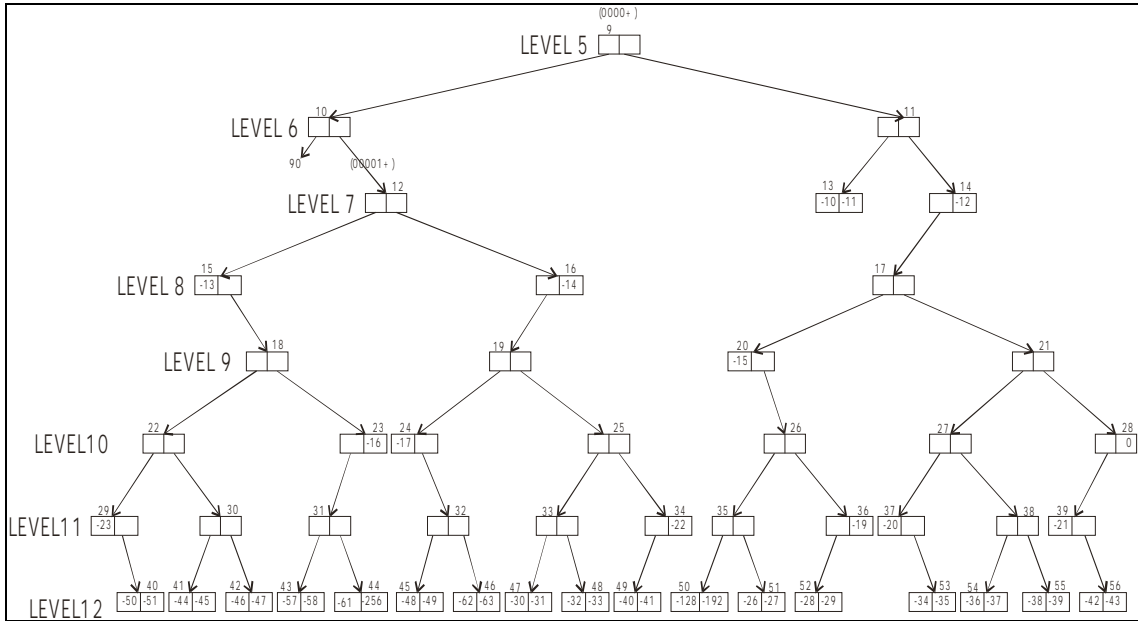 (0000+)
LEVEL 5 9
LEVEL 6 10 11
90 (00001+)
LEVEL 7 12 13 14
-10 -11 -12
LEVEL 8 15 16 17
-13 -14
LEVEL 9 18 19 20 21
-15
LEVEL10 22 23 24 25 26 27 28
-16 -17 0
LEVEL11 29 30 31 32 33 34 35 36 37 38 39
-23 -22 -19 -20 -21
LEVEL12 40 41 42 43 44 45 46 47 48 49 50 51 52 53 54 55 56
-50 -51 -44 -45 -46 -47 -57 -58 -61 -256 -48 -49 -62 -63 -30 -31 -32 -33 -40 -41 -128 -192 -26 -27 -28 -29 -34 -35 -36 -37 -38 -39 -42 -43